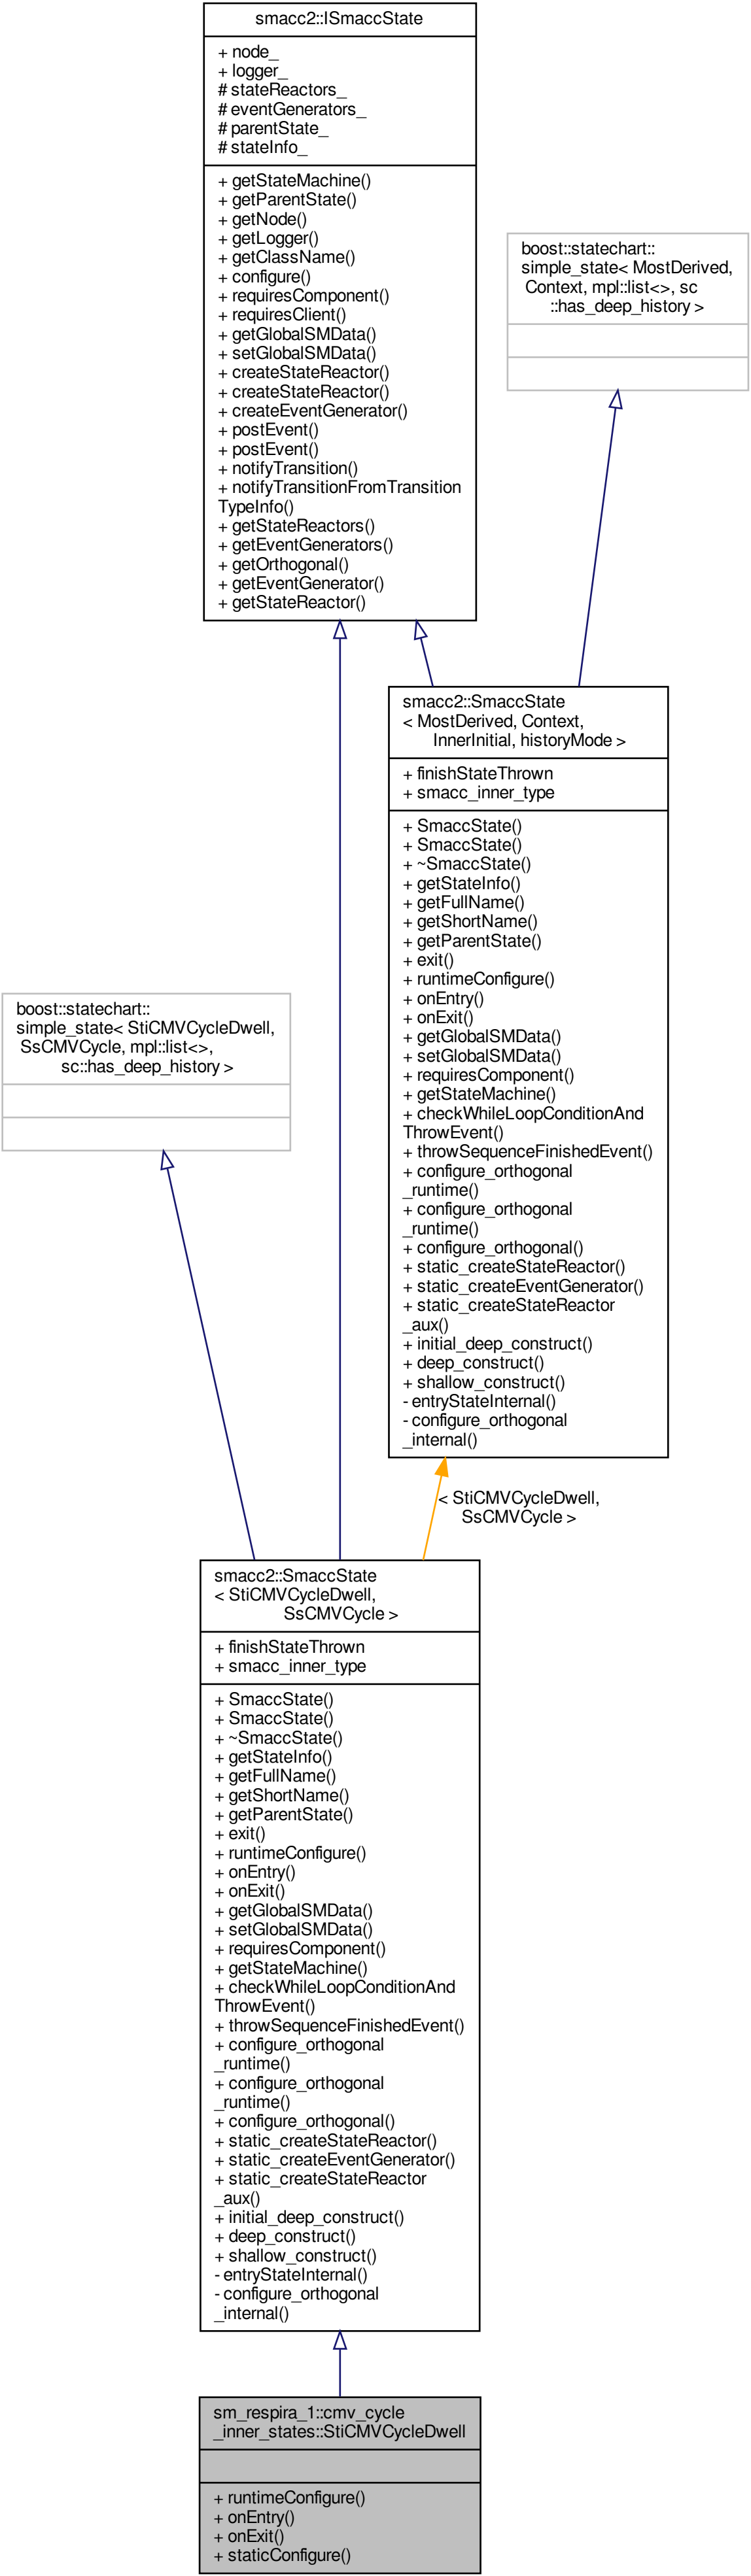 smacc2::ISmaccState
+ node_
+ logger_
# stateReactors_
# eventGenerators_
# parentState_
# stateInfo_
+ getStateMachine()
+ getParentState()
+ getNode()
+ getLogger()
+ getClassName()
+ configure()
+ requiresComponent()
+ requiresClient()
+ getGlobalSMData()
+ setGlobalSMData()
+ createStateReactor()
+ createStateReactor()
+ createEventGenerator()
+ postEvent()
+ postEvent()
+ notifyTransition()
+ notifyTransitionFromTransition
TypeInfo()
+ getStateReactors()
+ getEventGenerators()
+ getOrthogonal()
+ getEventGenerator()
+ getStateReactor()
boost::statechart::
simple_state< MostDerived,
Context, mpl::list<>, sc
::has_deep_history >
smacc2::SmaccState
< MostDerived, Context,
InnerInitial, historyMode >
+ finishStateThrown
+ smacc_inner_type
+ SmaccState()
+ SmaccState()
+ ~SmaccState()
+ getStateInfo()
+ getFullName()
+ getShortName()
+ getParentState()
+ exit()
+ runtimeConfigure()
+ onEntry()
+ onExit()
+ getGlobalSMData()
+ setGlobalSMData()
+ requiresComponent()
+ getStateMachine()
+ checkWhileLoopConditionAnd
ThrowEvent()
+ throwSequenceFinishedEvent()
+ configure_orthogonal
_runtime()
+ configure_orthogonal
_runtime()
+ configure_orthogonal()
+ static_createStateReactor()
+ static_createEventGenerator()
+ static_createStateReactor
_aux()
+ initial_deep_construct()
+ deep_construct()
+ shallow_construct()
- entryStateInternal()
- configure_orthogonal
_internal()
boost::statechart::
simple_state< StiCMVCycleDwell,
SsCMVCycle, mpl::list<>,
sc::has_deep_history >
< StiCMVCycleDwell,
SsCMVCycle >
smacc2::SmaccState
< StiCMVCycleDwell,
SsCMVCycle >
+ finishStateThrown
+ smacc_inner_type
+ SmaccState()
+ SmaccState()
+ ~SmaccState()
+ getStateInfo()
+ getFullName()
+ getShortName()
+ getParentState()
+ exit()
+ runtimeConfigure()
+ onEntry()
+ onExit()
+ getGlobalSMData()
+ setGlobalSMData()
+ requiresComponent()
+ getStateMachine()
+ checkWhileLoopConditionAnd
ThrowEvent()
+ throwSequenceFinishedEvent()
+ configure_orthogonal
_runtime()
+ configure_orthogonal
_runtime()
+ configure_orthogonal()
+ static_createStateReactor()
+ static_createEventGenerator()
+ static_createStateReactor
_aux()
+ initial_deep_construct()
+ deep_construct()
+ shallow_construct()
- entryStateInternal()
- configure_orthogonal
_internal()
sm_respira_1::cmv_cycle
_inner_states::StiCMVCycleDwell
+ runtimeConfigure()
+ onEntry()
+ onExit()
+ staticConfigure()